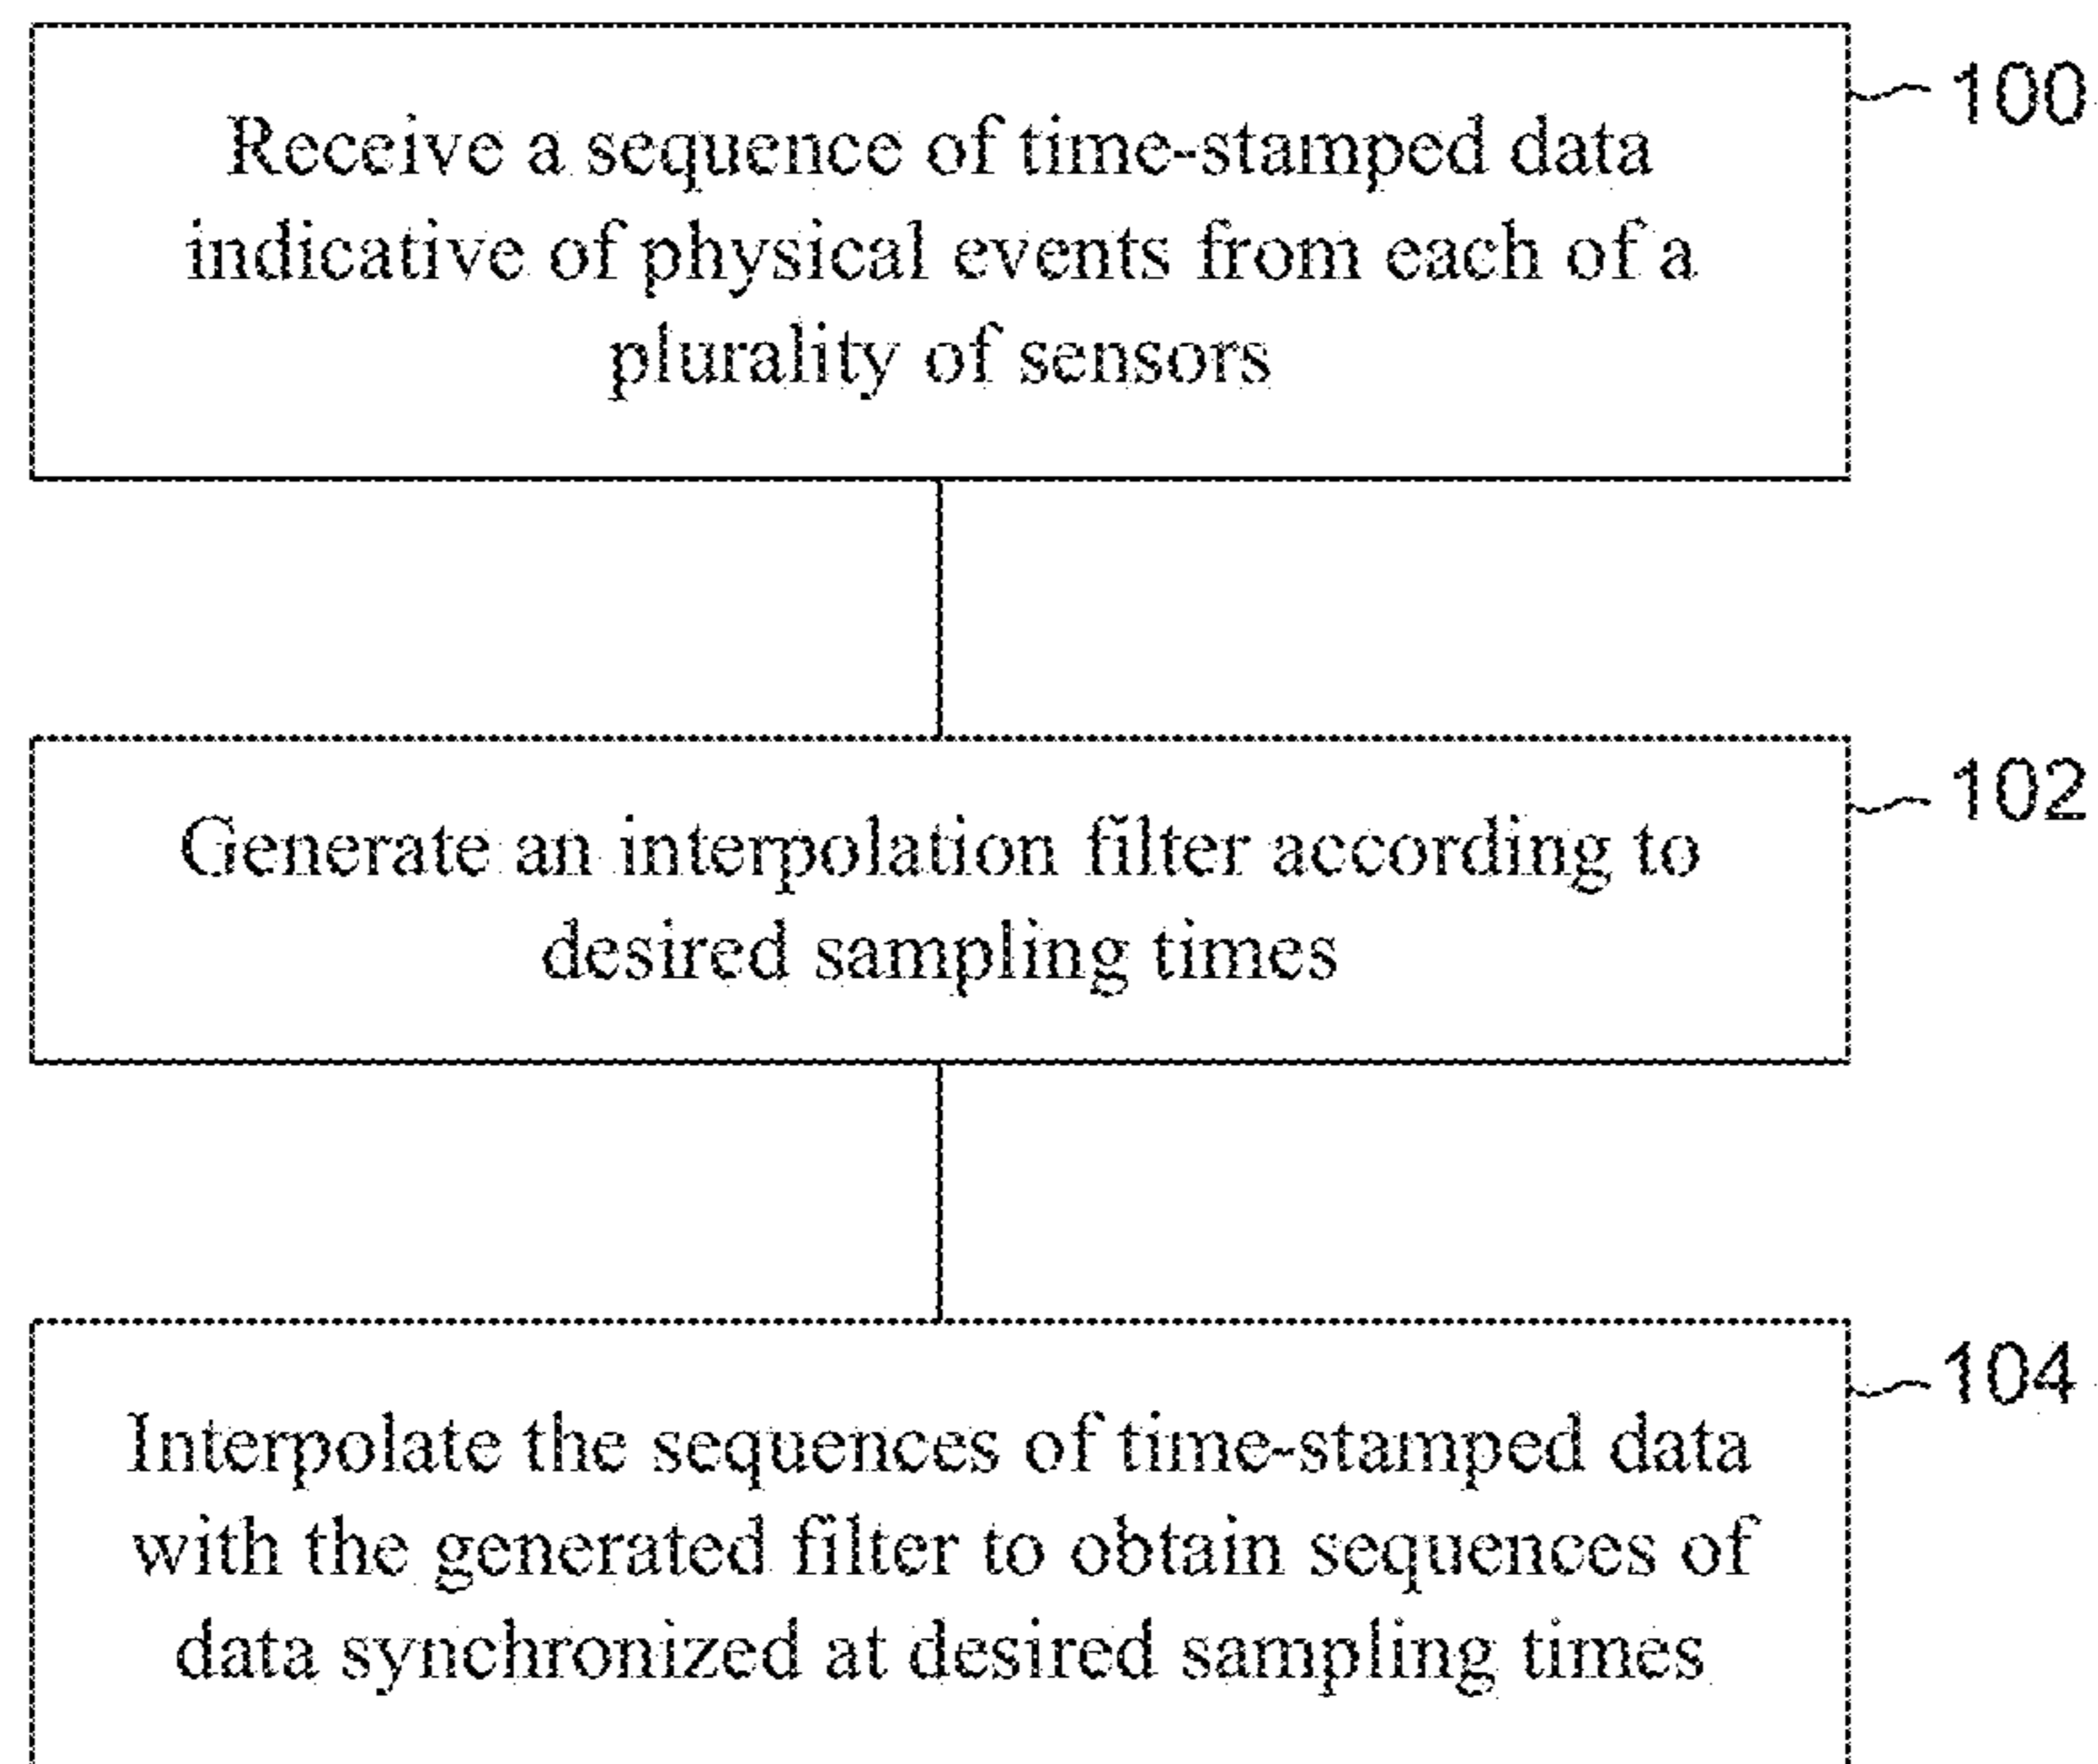 Receive a sequence of time-stamped data
indicative of physical events from each of a
plurality of sensors
100
Generate an interpolation filter according to
desired sampling times
102
Interpolate the sequences of time-stamped data
with the generated filter to obtain sequences of
data synchronized at desired sampling times
104